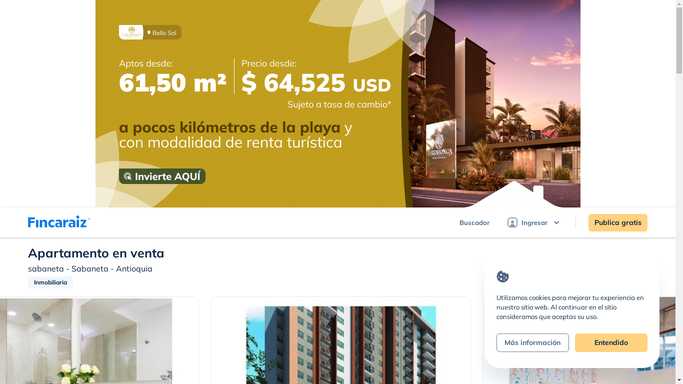 Bello Sol
Aptos desde:
61,50 m²
Precio desde:
$ 64,525 USD
Sujeto a tasa de cambio*
a pocos kilómetros de la playa y
con modalidad de renta turística
Invierte AQUÍ
Fincaraiz
Buscador
Ingresar
Publica gratis
Apartamento en venta
sabaneta - Sabaneta - Antioquia
Inmobiliaria
Utilizamos cookies para mejorar tu experiencia en
nuestro sitio web. Al continuar en el sitio
consideramos que aceptas su uso.
Más información
Entendido